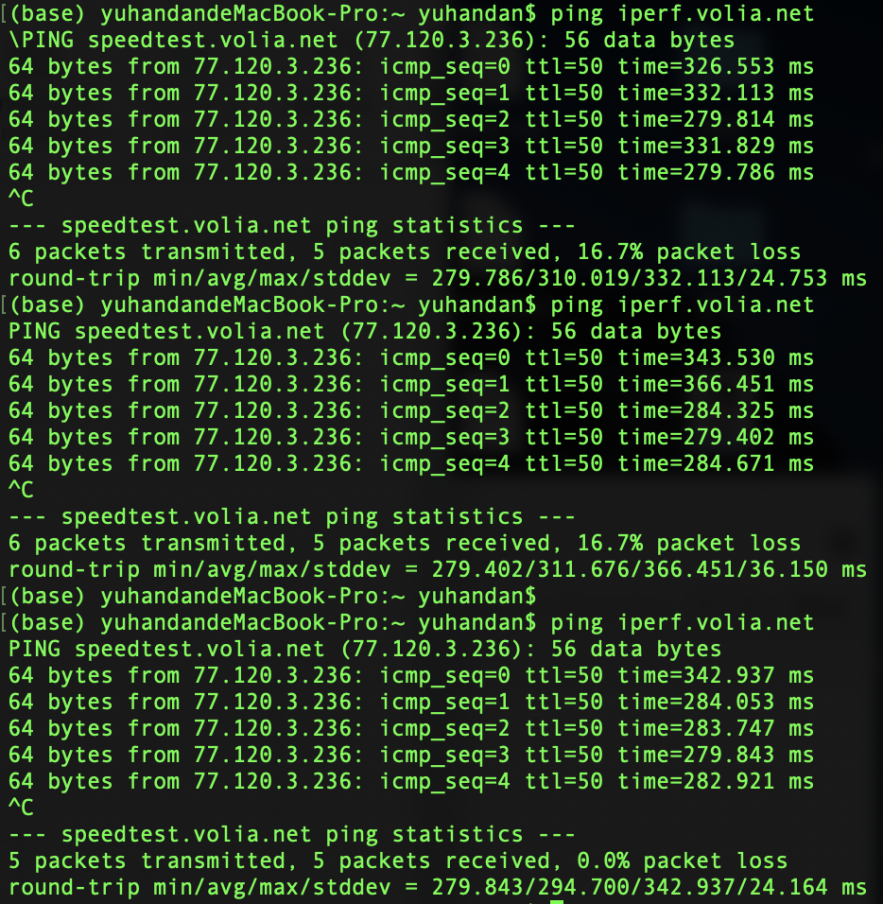 [(base) yuhandandeMacBook-Pro:~ yuhandan$ ping iperf.volia.net
\PING speedtest.volia.net (77.120.3.236): 56 data bytes
64 bytes from 77.120.3.236: icmp_seq=0 ttl=50 time=326.553 ms
64 bytes from 77.120.3.236: icmp_seq=1 ttl=50 time=332.113 ms
64 bytes from 77.120.3.236: icmp_seq=2 ttl=50 time=279.814 ms
64 bytes from 77.120.3.236: icmp_seq=3 ttl=50 time=331.829 ms
64 bytes from 77.120.3.236: icmp_seq=4 ttl=50 time=279.786 ms
^C
--- speedtest.volia.net ping statistics ---
6 packets transmitted, 5 packets received, 16.7% packet loss
round-trip min/avg/max/stddev = 279.786/310.019/332.113/24.753 ms
[(base) yuhandandeMacBook-Pro:~ yuhandan$ ping iperf.volia.net
PING speedtest.volia.net (77.120.3.236): 56 data bytes
64 bytes from 77.120.3.236: icmp_seq=0 ttl=50 time=343.530 ms
64 bytes from 77.120.3.236: icmp_seq=1 ttl=50 time=366.451 ms
64 bytes from 77.120.3.236: icmp_seq=2 ttl=50 time=284.325 ms
64 bytes from 77.120.3.236: icmp_seq=3 ttl=50 time=279.402 ms
64 bytes from 77.120.3.236: icmp_seq=4 ttl=50 time=284.671 ms
^C
--- speedtest.volia.net ping statistics ---
6 packets transmitted, 5 packets received, 16.7% packet loss
round-trip min/avg/max/stddev = 279.402/311.676/366.451/36.150 ms
[(base) yuhandandeMacBook-Pro:~ yuhandan$
[(base) yuhandandeMacBook-Pro:~ yuhandan$ ping iperf.volia.net
PING speedtest.volia.net (77.120.3.236): 56 data bytes
64 bytes from 77.120.3.236: icmp_seq=0 ttl=50 time=342.937 ms
64 bytes from 77.120.3.236: icmp_seq=1 ttl=50 time=284.053 ms
64 bytes from 77.120.3.236: icmp_seq=2 ttl=50 time=283.747 ms
64 bytes from 77.120.3.236: icmp_seq=3 ttl=50 time=279.843 ms
64 bytes from 77.120.3.236: icmp_seq=4 ttl=50 time=282.921 ms
^C
--- speedtest.volia.net ping statistics ---
5 packets transmitted, 5 packets received, 0.0% packet loss
round-trip min/avg/max/stddev = 279.843/294.700/342.937/24.164 ms